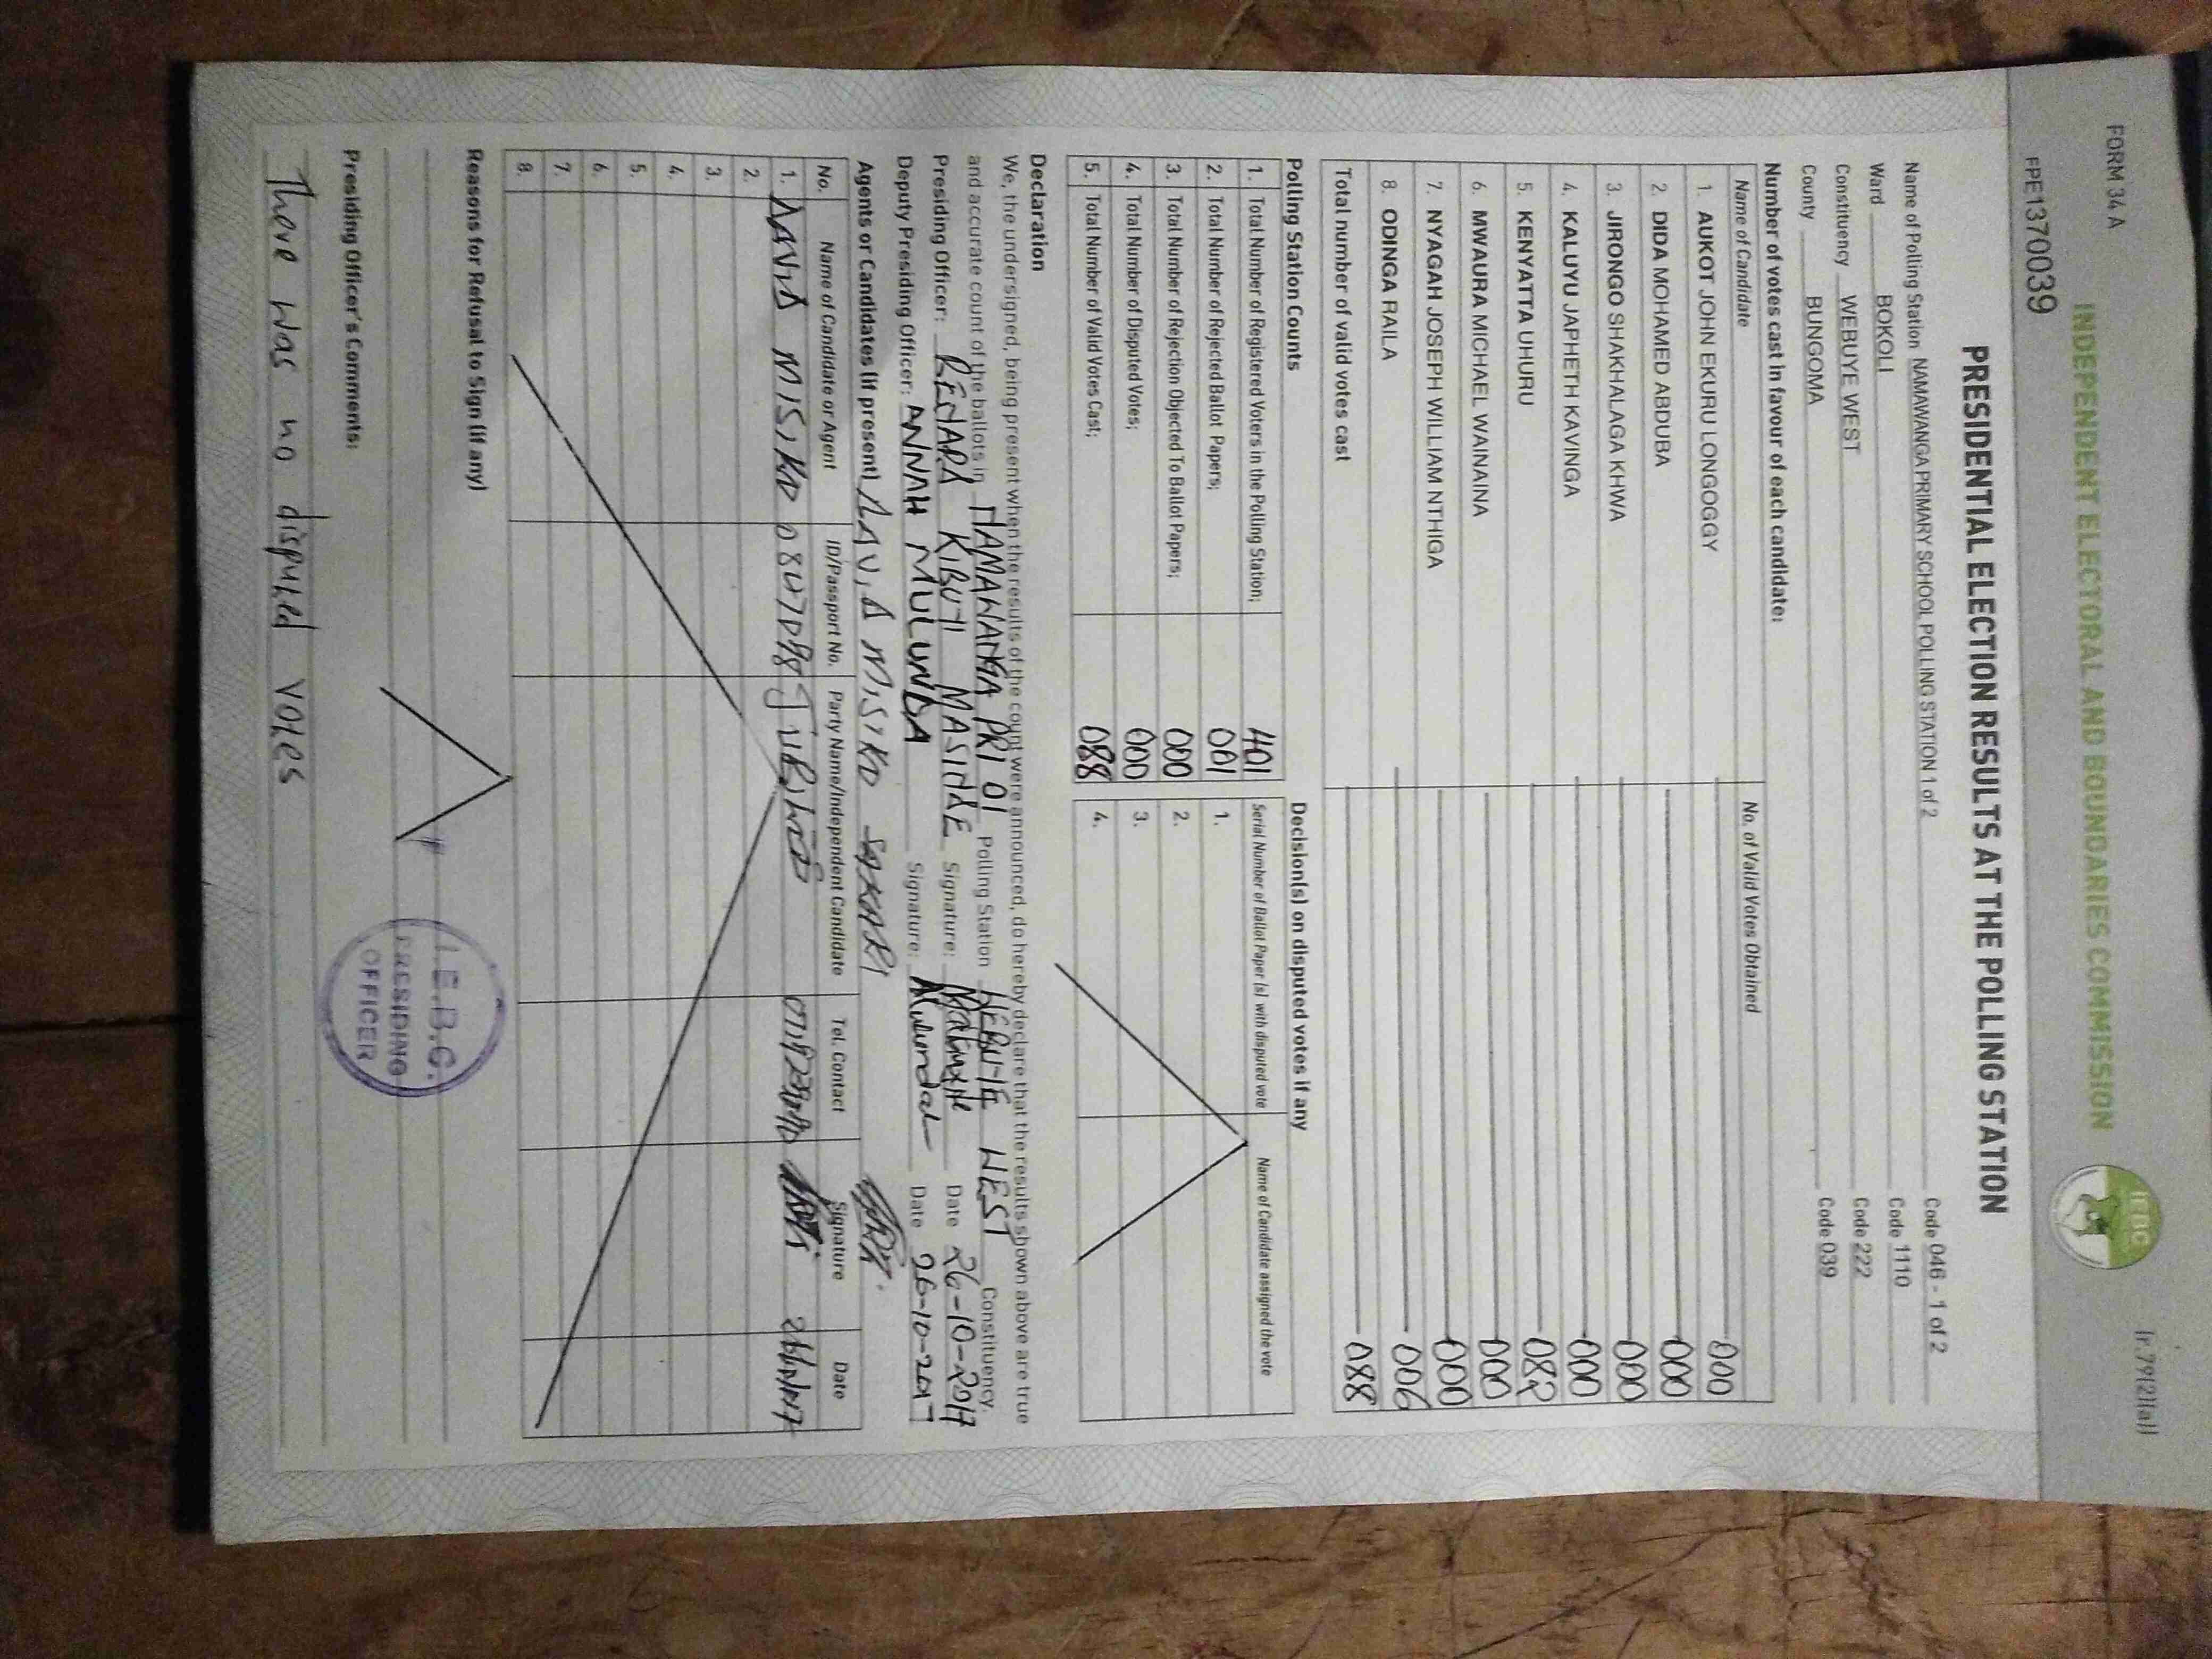 FORM 34 A
(r.79(2)(a))
INDEPENDENT ELECTORAL AND BOUNDARIES COMMISSION
IEBC
FPE1370039
PRESIDENTIAL ELECTION RESULTS AT THE POLLING STATION
Name of Polling Station NAMAWANGA PRIMARY SCHOOL POLLING STATION 1 of 2 Code 046 - 1 of 2
Ward BOKOLI Code 1110
Constituency WEBUYE WEST Code 222
County BUNGOMA Code 039
Number of votes cast in favour of each candidate:
Name of Candidate No. of Valid Votes Obtained
1. AUKOT JOHN EKURU LONGOGGY 000
2. DIDA MOHAMED ABDUBA 000
3. JIRONGO SHAKHALAGA KHWA 000
4. KALUYU JAPHETH KAVINGA 000
5. KENYATTA UHURU 082
6. MWAURA MICHAEL WAINAINA 000
7. NYAGAH JOSEPH WILLIAM NTHIGA 000
8. ODINGA RAILA 006
Total number of valid votes cast 088
Polling Station Counts
1. Total Number of Registered Voters in the Polling Station; 401
2. Total Number of Rejected Ballot Papers; 001
3. Total Number of Rejection Objected To Ballot Papers; 000
4. Total Number of Disputed Votes; 000
5. Total Number of Valid Votes Cast; 088
Decision(s) on disputed votes if any
Serial Number of Ballot Paper (s) with disputed vote Name of Candidate assigned the vote
1.
2.
3.
4.
Declaration
We, the undersigned, being present when the results of the count were announced, do hereby declare that the results shown above are true
and accurate count of the ballots in NAMAWANGA PRI 01 Polling Station WEBUYE WEST Constituency.
Presiding Officer: KIBUTI MASINDE Signature: Date 26-10-2017
Deputy Presiding Officer: ANNAH MULUNDA Signature: Mulunda Date 26-10-2017
Agents or Candidates (if present) DAVID MISIKO
No. Name of Candidate or Agent ID/Passport No. Party Name/Independent Candidate Tel. Contact Signature Date
1. DAVID MISIKO JUBILEE
2.
3.
4.
5.
6.
7.
8.
Reasons for Refusal to Sign (if any)
I.E.B.C.
PRESIDING
OFFICER
Presiding Officer's Comments:
There was no disputed votes